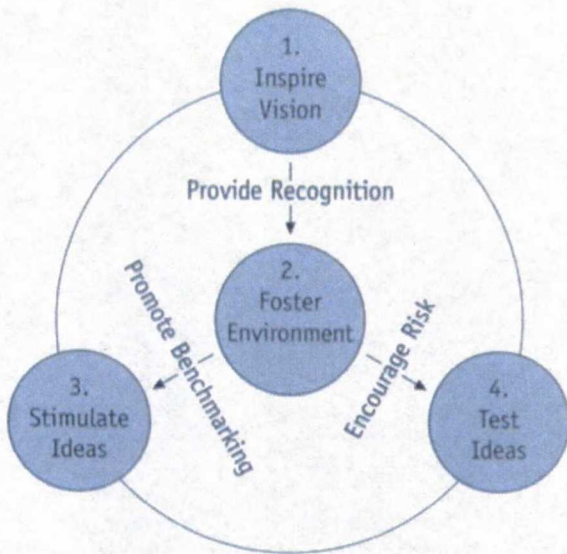 1.
Inspire
Vision
Provide Recognition
2.
Foster
Environment
Promote Benchmarking
Encourage Risk
3.
Stimulate
Ideas
4.
Test
Ideas